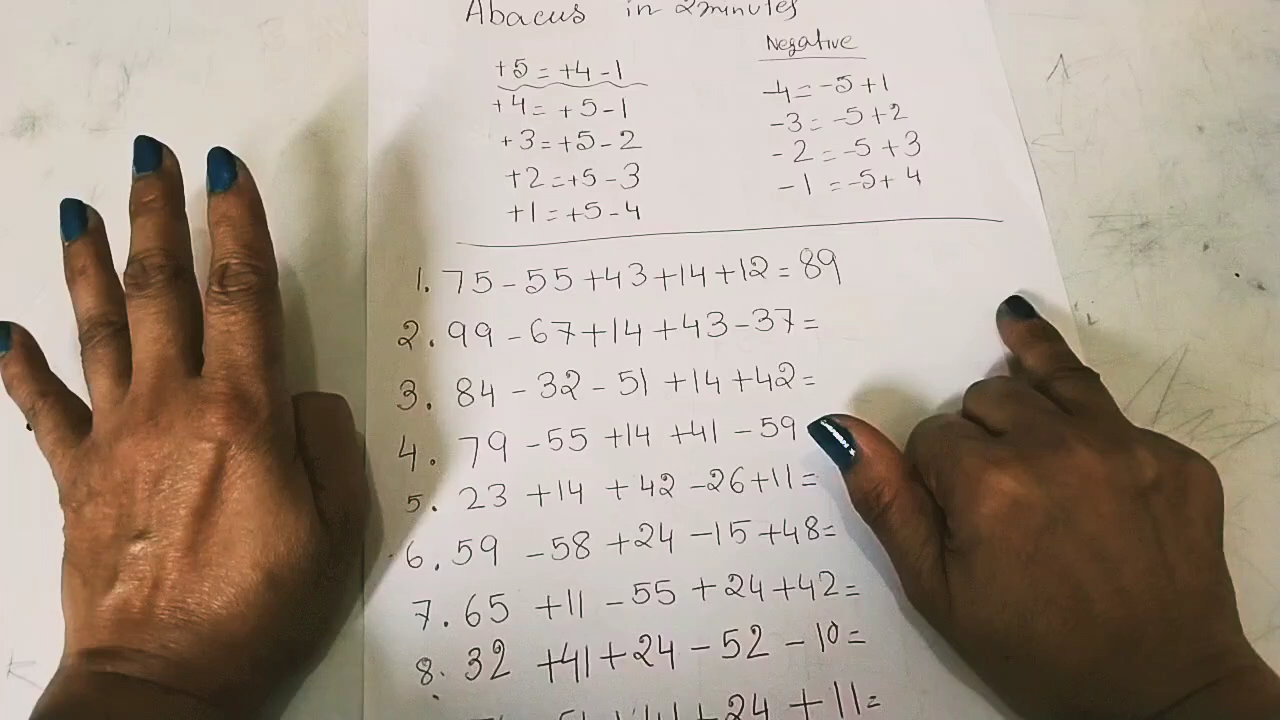 Abacus in 2 minutes
+5 = +4 - 1
+4 = +5 - 1
+3 = +5 - 2
+2 = +5 - 3
+1 = +5 - 4
Negative
-4 = -5 + 1
-3 = -5 + 2
-2 = -5 + 3
-1 = -5 + 4
1. 75 - 55 + 43 + 14 + 12 = 89
2. 99 - 67 + 14 + 43 - 37 =
3. 84 - 32 - 51 + 14 + 42 =
4. 79 - 55 + 14 + 41 - 59
5. 23 + 14 + 42 - 26 + 11 =
6. 59 - 58 + 24 - 15 + 48 =
7. 65 + 11 - 55 + 24 + 42 =
8. 32 + 41 + 24 - 52 - 10 =
+ 24 + 11 =